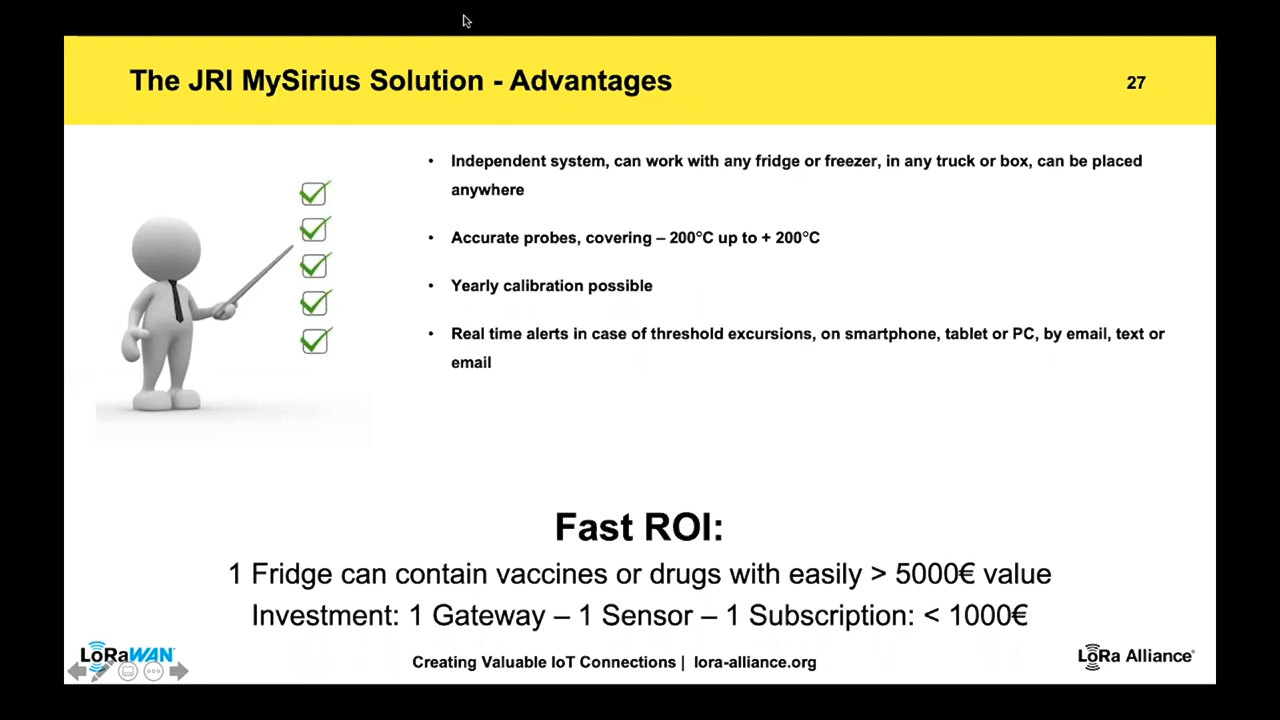 The JRI MySirius Solution - Advantages
27
• Independent system, can work with any fridge or freezer, in any truck or box, can be placed
anywhere
• Accurate probes, covering – 200°C up to + 200°C
• Yearly calibration possible
• Real time alerts in case of threshold excursions, on smartphone, tablet or PC, by email, text or
email
Fast ROI:
1 Fridge can contain vaccines or drugs with easily > 5000€ value
Investment: 1 Gateway – 1 Sensor – 1 Subscription: < 1000€
LoRaWAN
Creating Valuable IoT Connections | lora-alliance.org
LoRa Alliance®